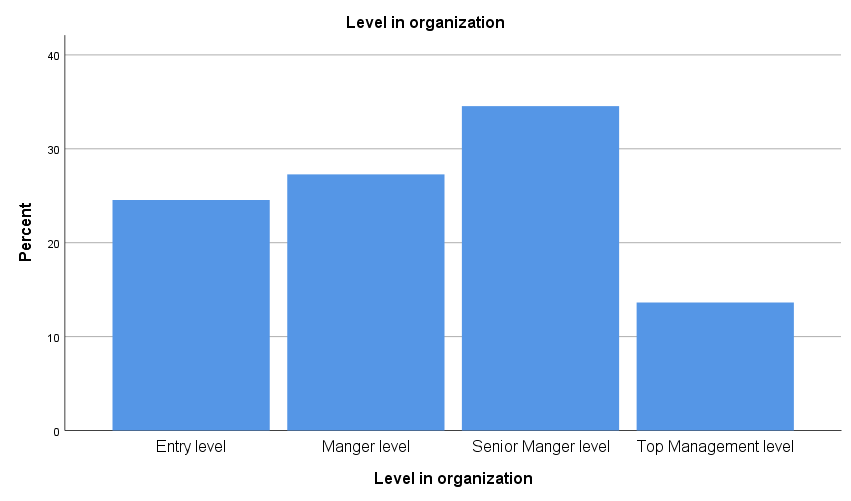 Level in organization
40
30
20
10
0
Percent
Entry level
Manger level
Senior Manger level
Top Management level
Level in organization